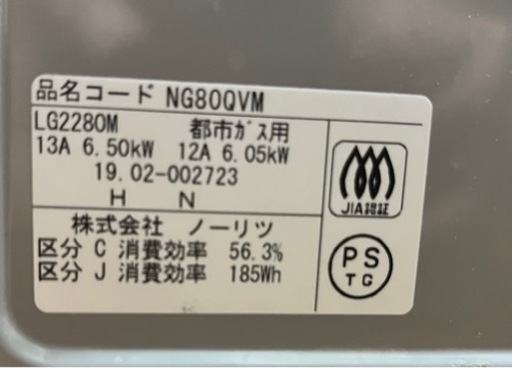 品名コード NG80QVM
LG2280M 都市ガス用
13A 6.50kW 12A 6.05kW
19.02-002723
H N
株式会社 ノーリツ
区分 C 消費効率 56.3%
区分 J 消費効率 185Wh
JIA認証
PS
TG